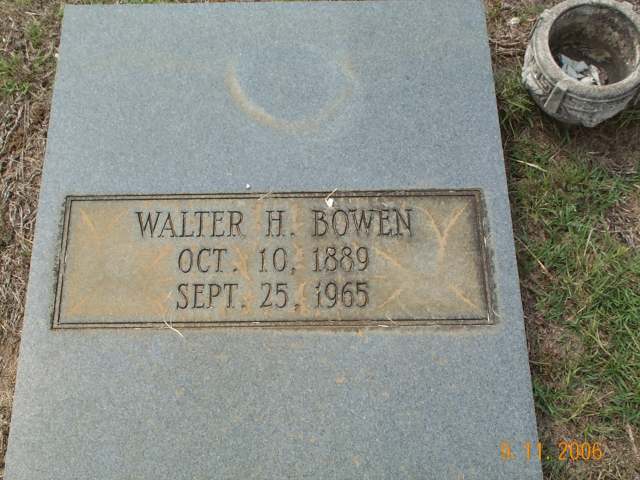 WALTER H. BOWEN
OCT. 10, 1889
SEPT. 25, 1965
9.11.2006